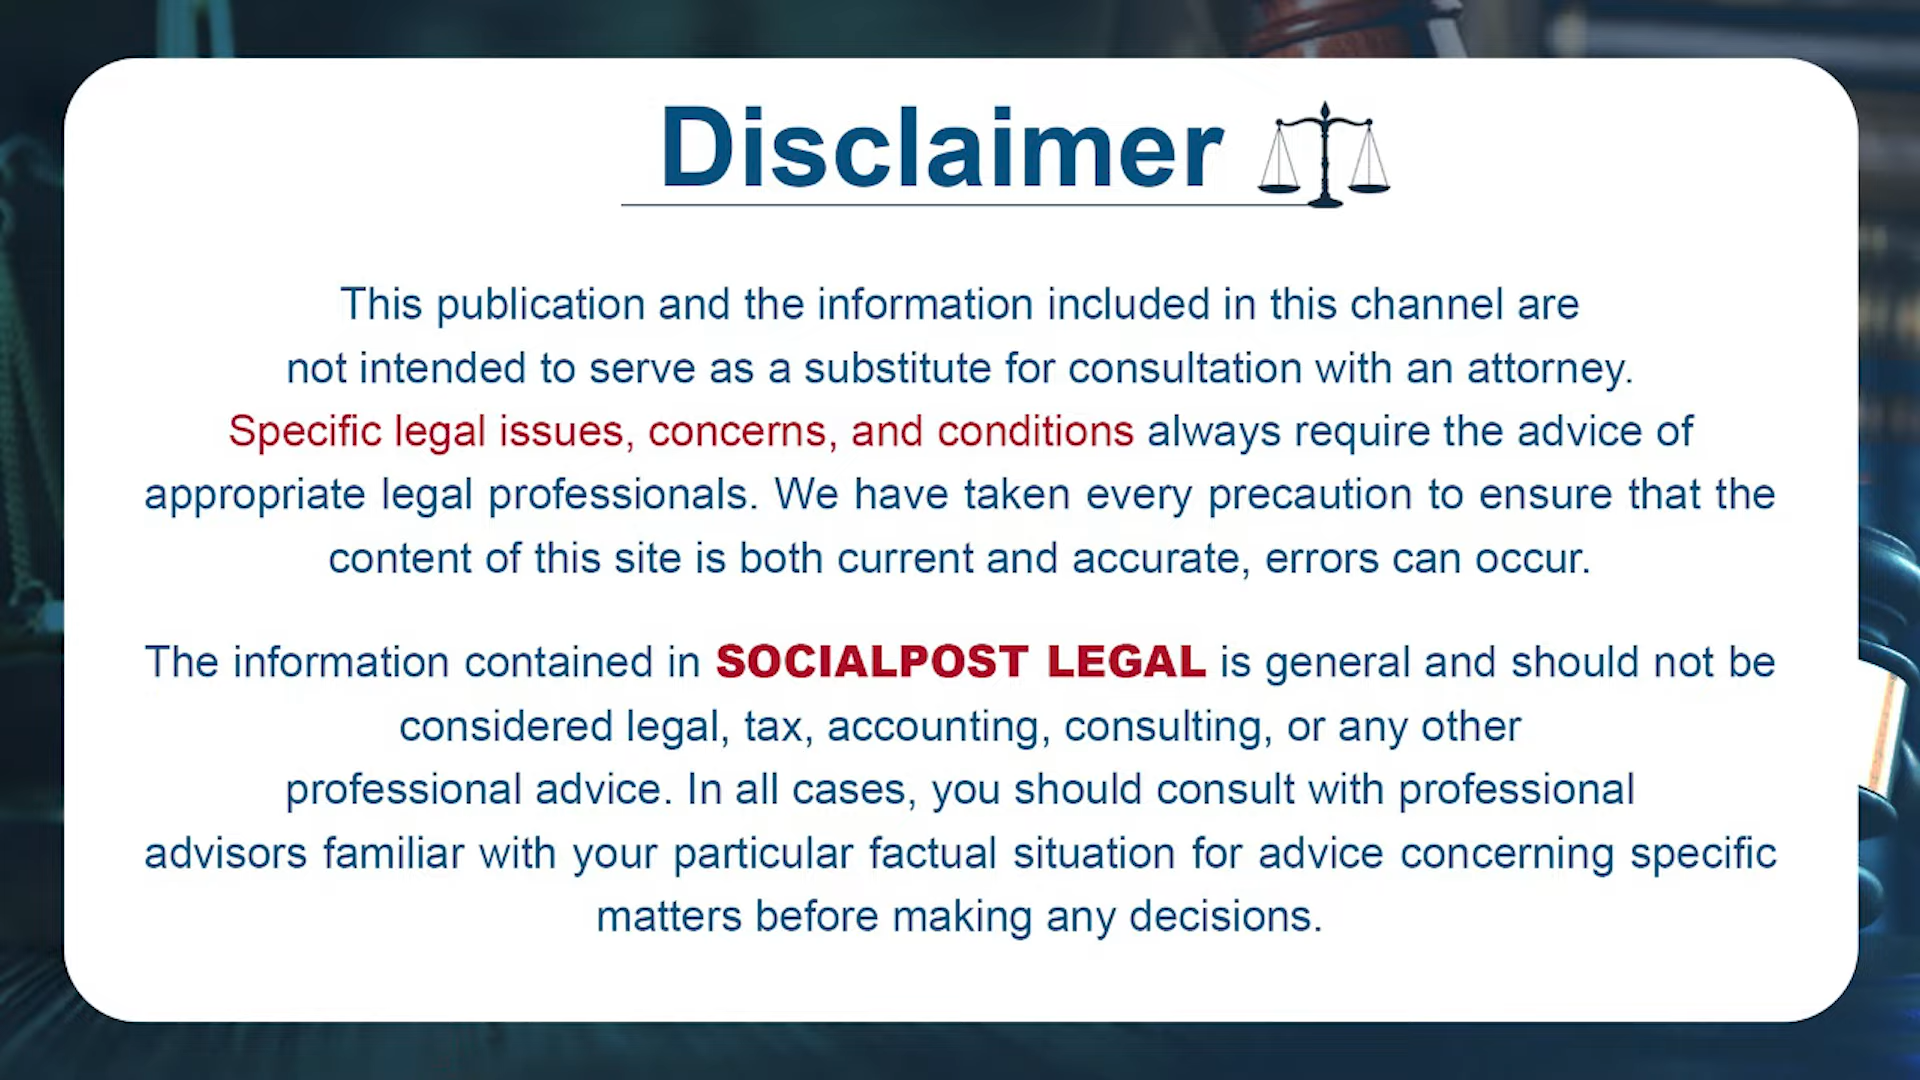 Disclaimer
This publication and the information included in this channel are
not intended to serve as a substitute for consultation with an attorney.
Specific legal issues, concerns, and conditions always require the advice of
appropriate legal professionals. We have taken every precaution to ensure that the
content of this site is both current and accurate, errors can occur.
The information contained in SOCIALPOST LEGAL is general and should not be
considered legal, tax, accounting, consulting, or any other
professional advice. In all cases, you should consult with professional
advisors familiar with your particular factual situation for advice concerning specific
matters before making any decisions.